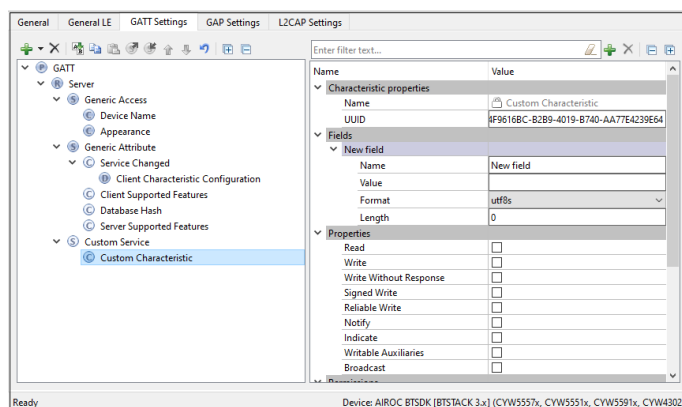 General General LE GATT Settings GAP Settings L2CAP Settings
Enter filter text...
P GATT
R Server
S Generic Access
C Device Name
C Appearance
S Generic Attribute
C Service Changed
D Client Characteristic Configuration
C Client Supported Features
C Database Hash
C Server Supported Features
S Custom Service
C Custom Characteristic
Name Value
Characteristic properties
Name Custom Characteristic
UUID 4F9616BC-B2B9-4019-B740-AA77E4239E64
Fields
New field
Name New field
Value
Format utf8s
Length 0
Properties
Read
Write
Write Without Response
Signed Write
Reliable Write
Notify
Indicate
Writable Auxiliaries
Broadcast
Permissions
Ready Device: AIROC BTSDK [BTSTACK 3.x] (CYW5557x, CYW5551x, CYW5591x, CYW4302